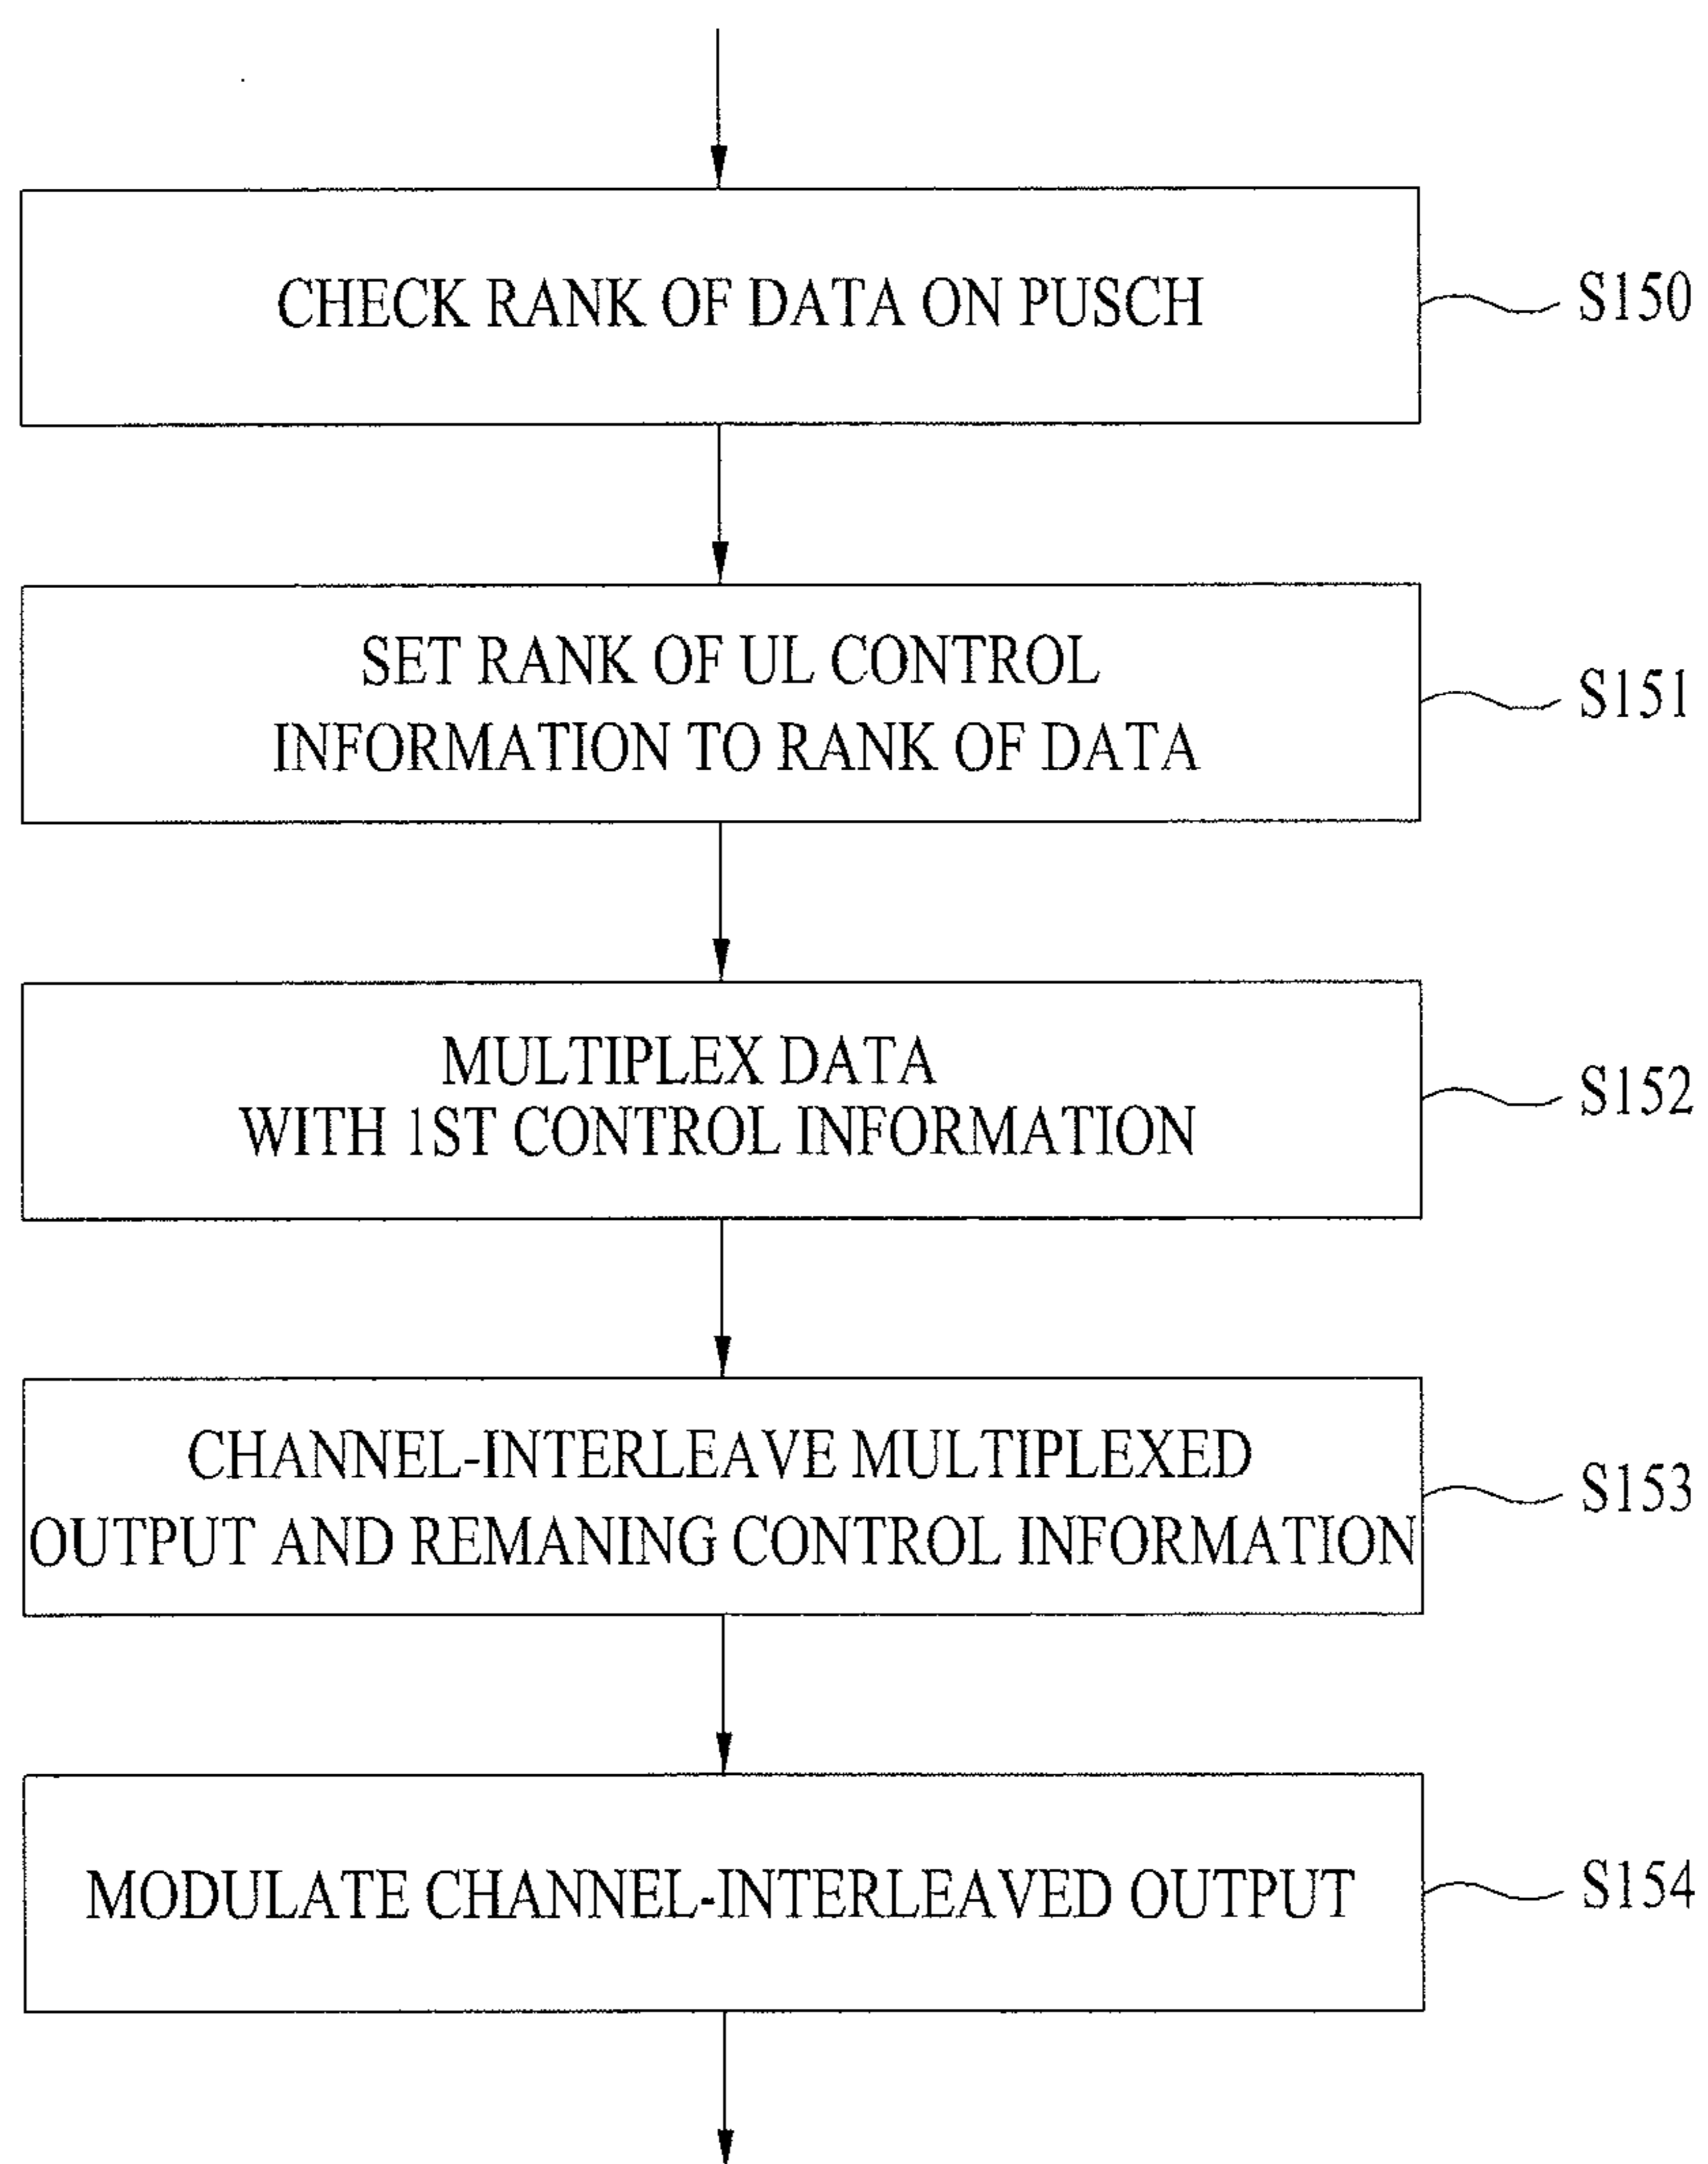 CHECK RANK OF DATA ON PUSCH
S150
SET RANK OF UL CONTROL
INFORMATION TO RANK OF DATA
S151
MULTIPLEX DATA
WITH 1ST CONTROL INFORMATION
S152
CHANNEL-INTERLEAVE MULTIPLEXED
OUTPUT AND REMANING CONTROL INFORMATION
S153
MODULATE CHANNEL-INTERLEAVED OUTPUT
S154